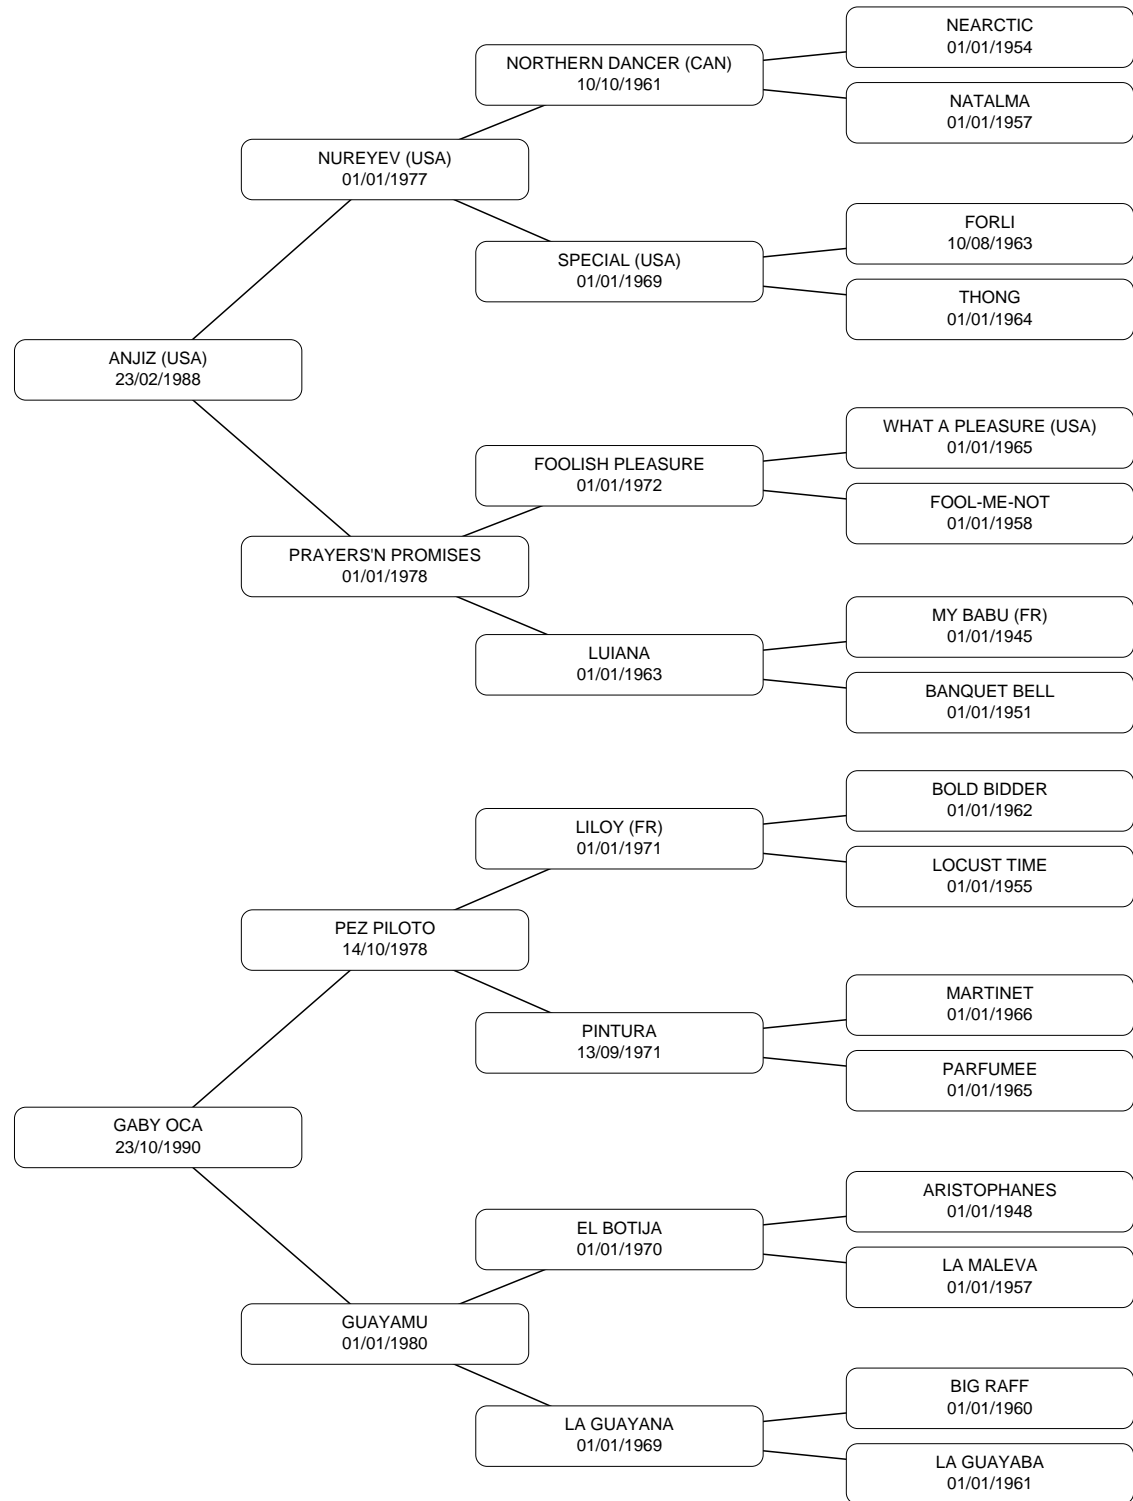 NEARCTIC
01/01/1954
NORTHERN DANCER (CAN)
10/10/1961
NATALMA
01/01/1957
NUREYEV (USA)
01/01/1977
FORLI
10/08/1963
SPECIAL (USA)
01/01/1969
THONG
01/01/1964
ANJIZ (USA)
23/02/1988
WHAT A PLEASURE (USA)
01/01/1965
FOOLISH PLEASURE
01/01/1972
FOOL-ME-NOT
01/01/1958
PRAYERS'N PROMISES
01/01/1978
MY BABU (FR)
01/01/1945
LUIANA
01/01/1963
BANQUET BELL
01/01/1951
BOLD BIDDER
01/01/1962
LILOY (FR)
01/01/1971
LOCUST TIME
01/01/1955
PEZ PILOTO
14/10/1978
MARTINET
01/01/1966
PINTURA
13/09/1971
PARFUMEE
01/01/1965
GABY OCA
23/10/1990
ARISTOPHANES
01/01/1948
EL BOTIJA
01/01/1970
LA MALEVA
01/01/1957
GUAYAMU
01/01/1980
BIG RAFF
01/01/1960
LA GUAYANA
01/01/1969
LA GUAYABA
01/01/1961